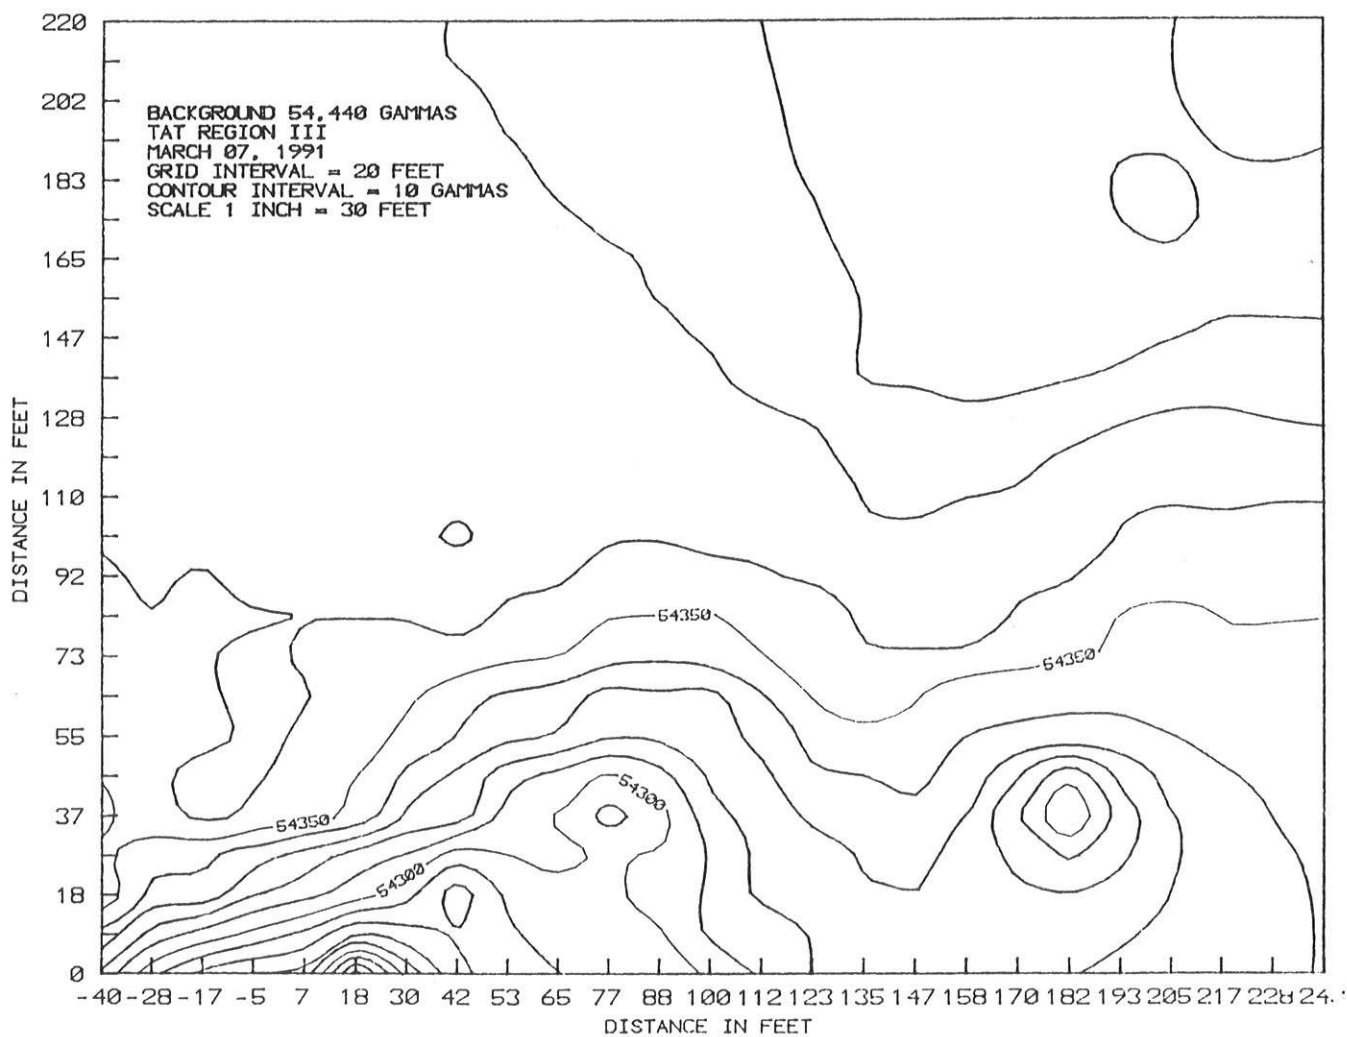 220
202
183
165
147
128
110
92
73
55
37
18
0
DISTANCE IN FEET
BACKGROUND 54,440 GAMMAS
TAT REGION III
MARCH 07, 1991
GRID INTERVAL = 20 FEET
CONTOUR INTERVAL = 10 GAMMAS
SCALE 1 INCH = 30 FEET
54350
54350
54350
54300
54300
-40 -28 -17 -5 7 18 30 42 53 65 77 88 100 112 123 135 147 158 170 182 193 205 217 228 24.
DISTANCE IN FEET